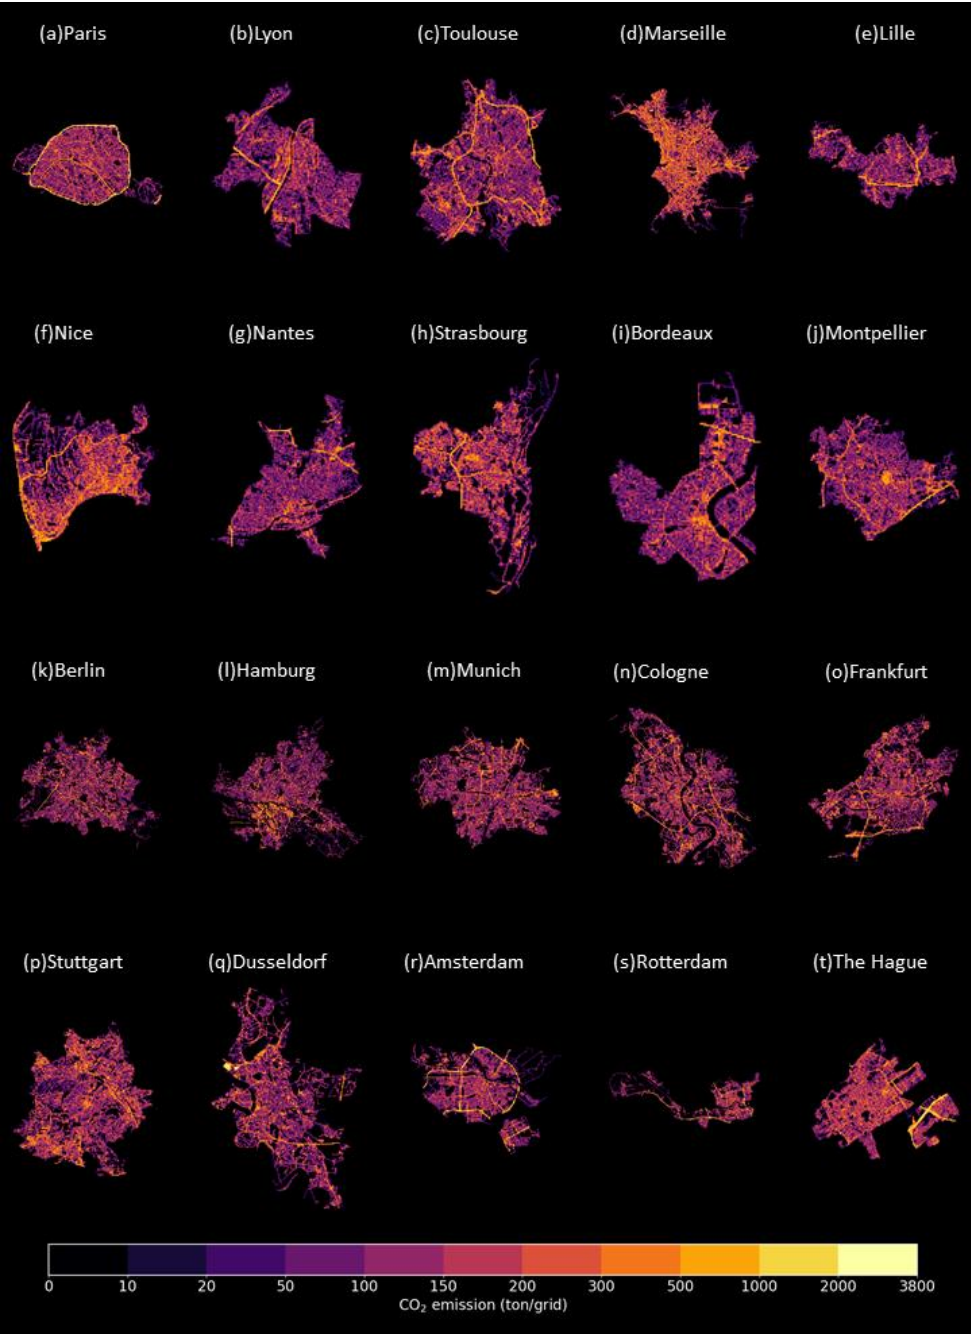 (a)Paris (b)Lyon (c)Toulouse (d)Marseille (e)Lille
(f)Nice (g)Nantes (h)Strasbourg (i)Bordeaux (j)Montpellier
(k)Berlin (l)Hamburg (m)Munich (n)Cologne (o)Frankfurt
(p)Stuttgart (q)Dusseldorf (r)Amsterdam (s)Rotterdam (t)The Hague
0 10 20 50 100 150 200 300 500 1000 2000 3800
CO₂ emission (ton/grid)